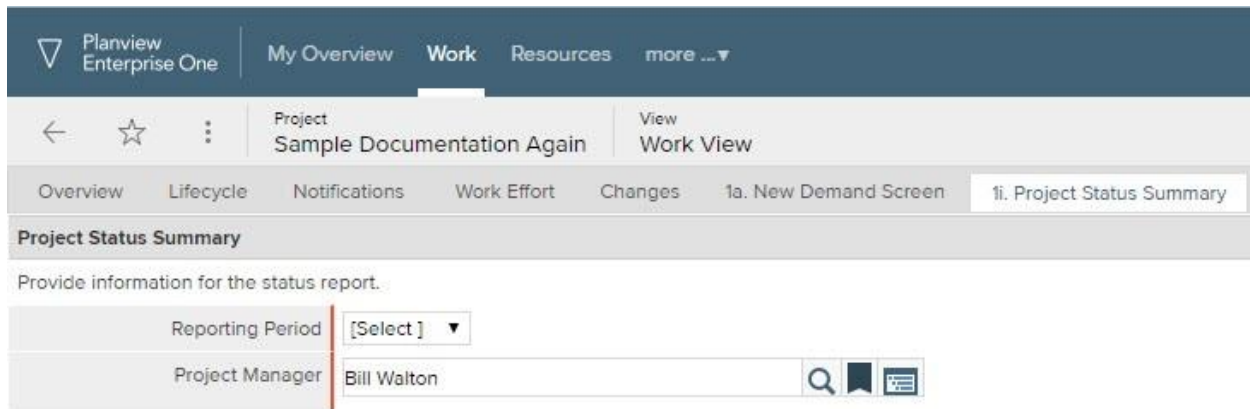 Planview
Enterprise One
My Overview Work Resources more ...▾
Project
Sample Documentation Again
View
Work View
Overview Lifecycle Notifications Work Effort Changes 1a. New Demand Screen 1i. Project Status Summary
Project Status Summary
Provide information for the status report.
Reporting Period [Select ] ▼
Project Manager Bill Walton